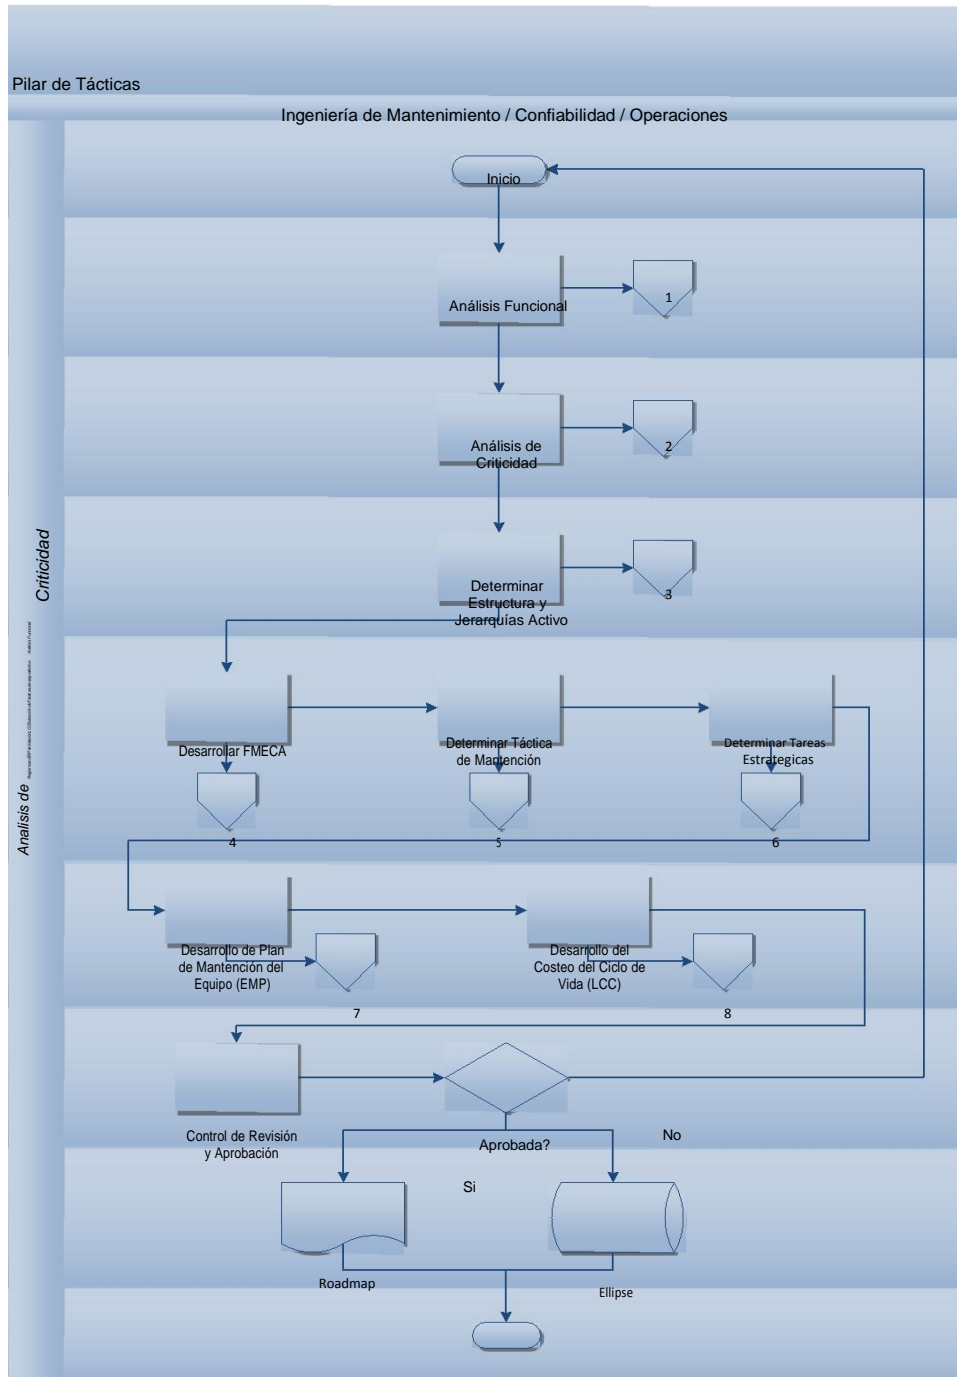 Pilar de Tácticas
Ingeniería de Mantenimiento / Confiabilidad / Operaciones
Inicio
Análisis Funcional
1
Análisis de
Criticidad
2
Determinar
Estructura y
Jerarquías Activo
3
Criticidad
Analisis de
Desarrollar FMECA
Determinar Táctica
de Mantención
Determinar Tareas
Estrategicas
4
5
6
Desarrollo de Plan
de Mantención del
Equipo (EMP)
Desarrollo del
Costeo del Ciclo de
Vida (LCC)
7
8
Control de Revisión
y Aprobación
Aprobada?
No
Si
Roadmap
Ellipse